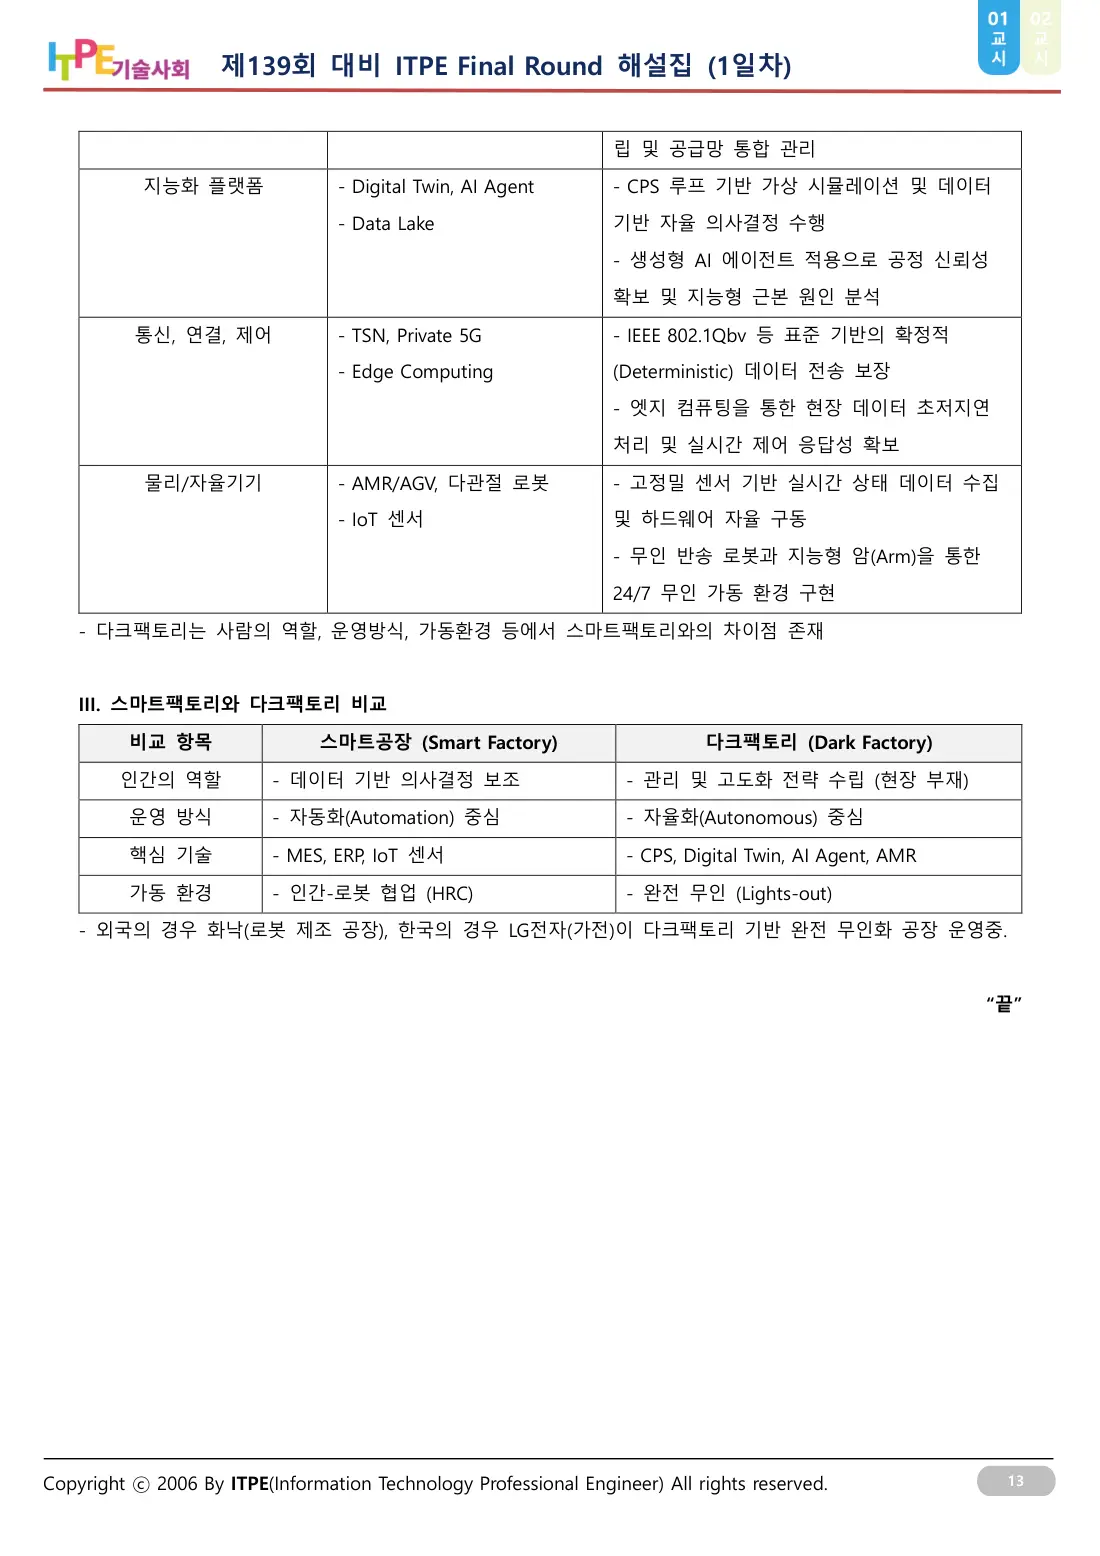 ITPE기술사회 제139회 대비 ITPE Final Round 해설집 (1일차)
01
교
시
02
교
시
립 및 공급망 통합 관리
지능화 플랫폼
- Digital Twin, AI Agent
- Data Lake
- CPS 루프 기반 가상 시뮬레이션 및 데이터
기반 자율 의사결정 수행
- 생성형 AI 에이전트 적용으로 공정 신뢰성
확보 및 지능형 근본 원인 분석
통신, 연결, 제어
- TSN, Private 5G
- Edge Computing
- IEEE 802.1Qbv 등 표준 기반의 확정적
(Deterministic) 데이터 전송 보장
- 엣지 컴퓨팅을 통한 현장 데이터 초저지연
처리 및 실시간 제어 응답성 확보
물리/자율기기
- AMR/AGV, 다관절 로봇
- IoT 센서
- 고정밀 센서 기반 실시간 상태 데이터 수집
및 하드웨어 자율 구동
- 무인 반송 로봇과 지능형 암(Arm)을 통한
24/7 무인 가동 환경 구현
- 다크팩토리는 사람의 역할, 운영방식, 가동환경 등에서 스마트팩토리와의 차이점 존재
III. 스마트팩토리와 다크팩토리 비교
비교 항목 스마트공장 (Smart Factory) 다크팩토리 (Dark Factory)
인간의 역할 - 데이터 기반 의사결정 보조 - 관리 및 고도화 전략 수립 (현장 부재)
운영 방식 - 자동화(Automation) 중심 - 자율화(Autonomous) 중심
핵심 기술 - MES, ERP, IoT 센서 - CPS, Digital Twin, AI Agent, AMR
가동 환경 - 인간-로봇 협업 (HRC) - 완전 무인 (Lights-out)
- 외국의 경우 화낙(로봇 제조 공장), 한국의 경우 LG전자(가전)이 다크팩토리 기반 완전 무인화 공장 운영중.
“끝”
Copyright ⓒ 2006 By ITPE(Information Technology Professional Engineer) All rights reserved.
13